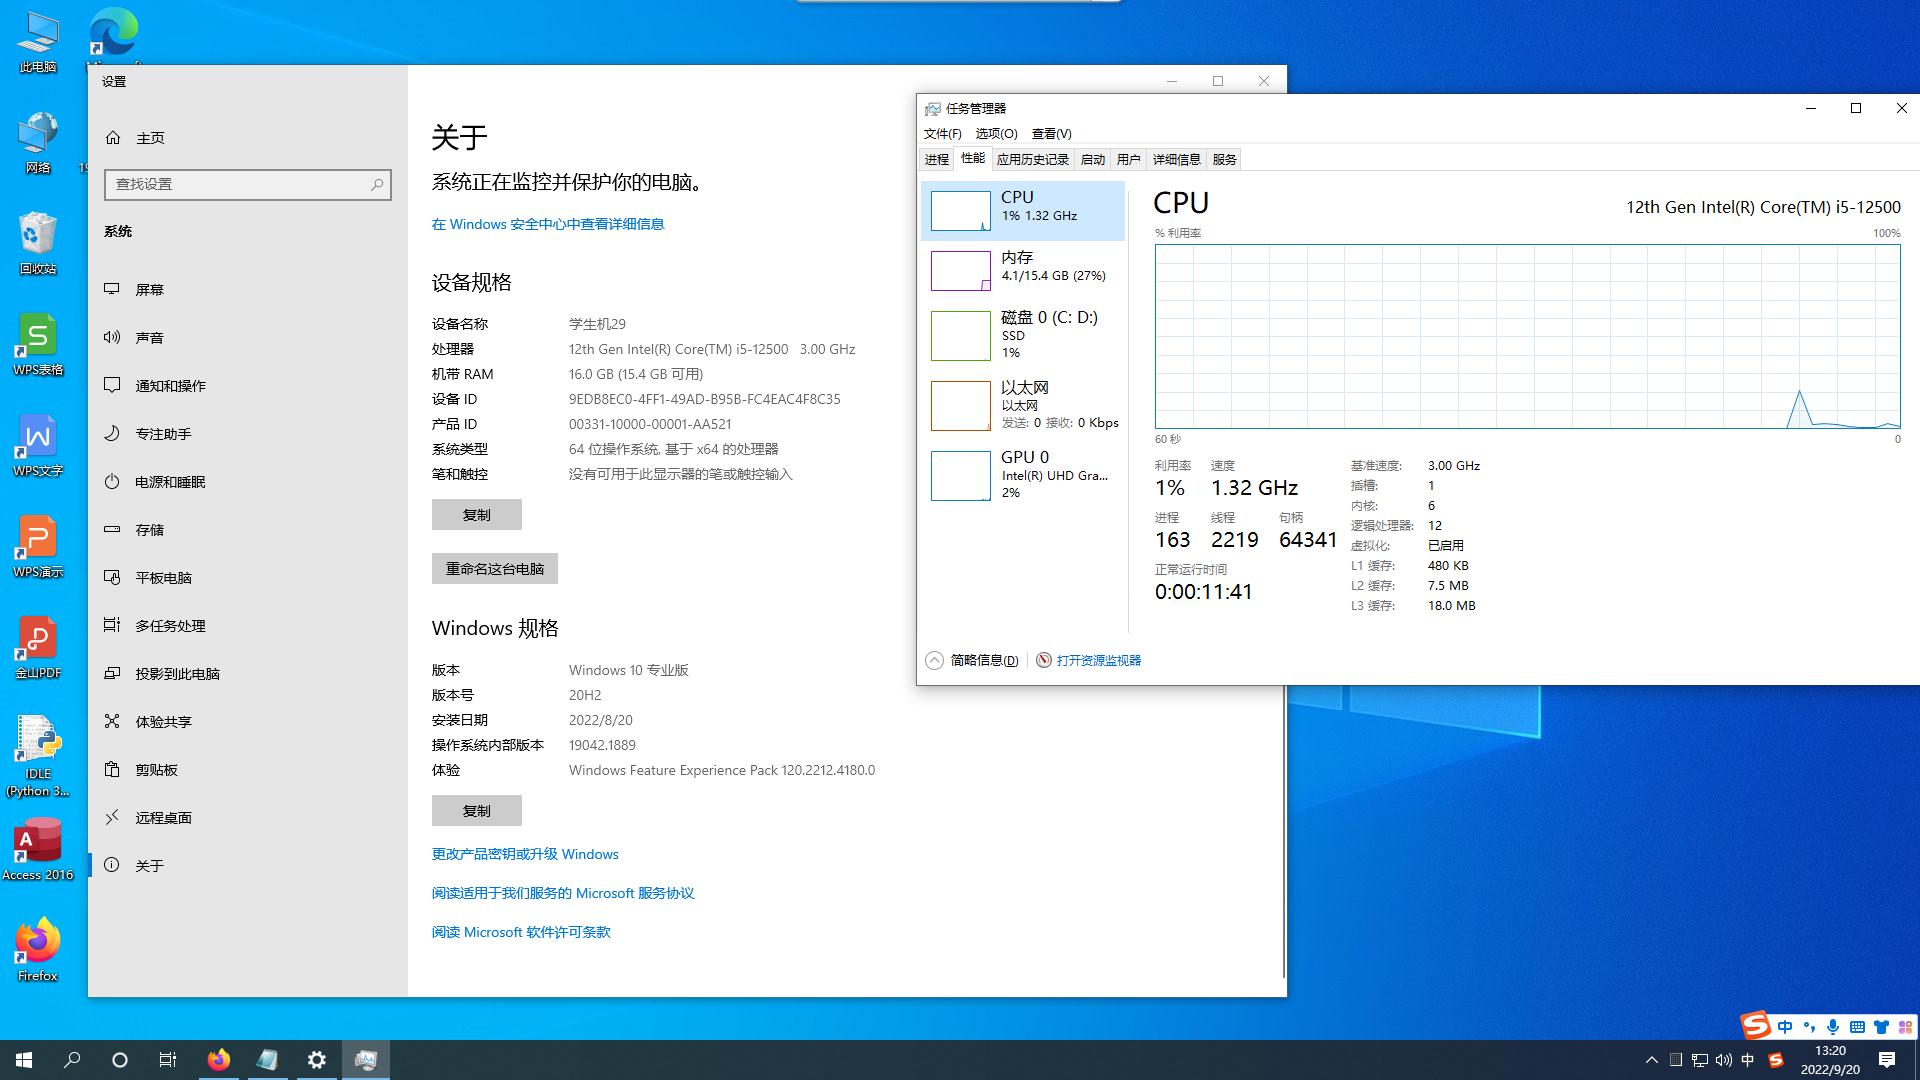 此电脑
网络
回收站
WPS表格
WPS文字
WPS演示
金山PDF
IDLE
(Python 3...
Access 2016
Firefox
设置
主页
查找设置
系统
屏幕
声音
通知和操作
专注助手
电源和睡眠
存储
平板电脑
多任务处理
投影到此电脑
体验共享
剪贴板
远程桌面
关于
关于
系统正在监控并保护你的电脑。
在 Windows 安全中心中查看详细信息
设备规格
设备名称 学生机29
处理器 12th Gen Intel(R) Core(TM) i5-12500 3.00 GHz
机带 RAM 16.0 GB (15.4 GB 可用)
设备 ID 9EDB8EC0-4FF1-49AD-B95B-FC4EAC4F8C35
产品 ID 00331-10000-00001-AA521
系统类型 64 位操作系统, 基于 x64 的处理器
笔和触控 没有可用于此显示器的笔或触控输入
复制
重命名这台电脑
Windows 规格
版本 Windows 10 专业版
版本号 20H2
安装日期 2022/8/20
操作系统内部版本 19042.1889
体验 Windows Feature Experience Pack 120.2212.4180.0
复制
更改产品密钥或升级 Windows
阅读适用于我们服务的 Microsoft 服务协议
阅读 Microsoft 软件许可条款
任务管理器
文件(F) 选项(O) 查看(V)
进程 性能 应用历史记录 启动 用户 详细信息 服务
CPU
1% 1.32 GHz
内存
4.1/15.4 GB (27%)
磁盘 0 (C: D:)
SSD
1%
以太网
以太网
发送: 0 接收: 0 Kbps
GPU 0
Intel(R) UHD Gra...
2%
CPU 12th Gen Intel(R) Core(TM) i5-12500
% 利用率 100%
60 秒 0
利用率 速度
1% 1.32 GHz
进程 线程 句柄
163 2219 64341
正常运行时间
0:00:11:41
基准速度: 3.00 GHz
插槽: 1
内核: 6
逻辑处理器: 12
虚拟化: 已启用
L1 缓存: 480 KB
L2 缓存: 7.5 MB
L3 缓存: 18.0 MB
简略信息(D) 打开资源监视器
中
中
13:20
2022/9/20